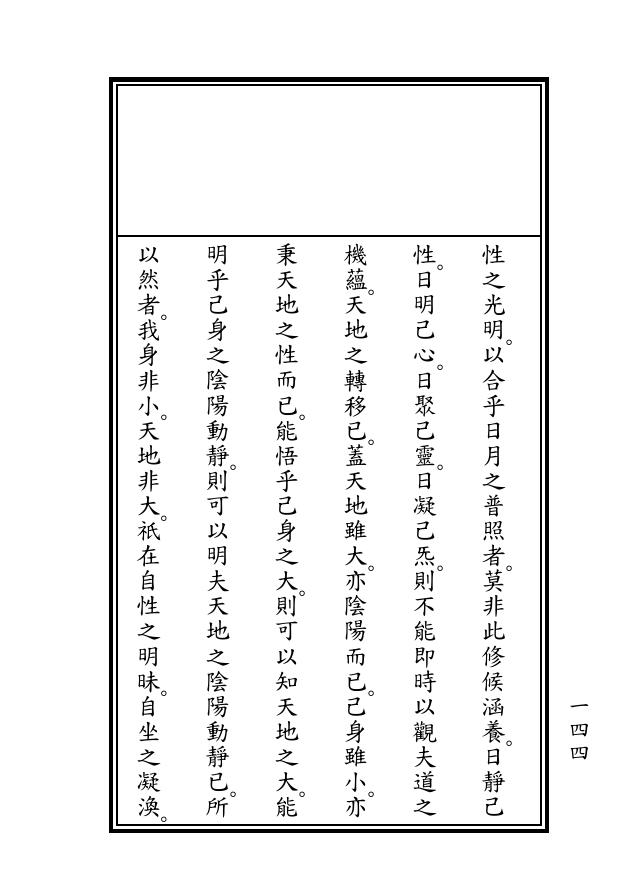 性之光明。以合乎日月之普照者。莫非此修候涵養。日靜己
性。日明己心。日聚己靈。日凝己炁。則不能即時以觀夫道之
機蘊。天地之轉移已。蓋天地雖大。亦陰陽而已。己身雖小。亦
秉天地之性而已。能悟乎己身之大。則可以知天地之大。能
明乎己身之陰陽動靜。則可以明夫天地之陰陽動靜已。所
以然者。我身非小。天地非大。祇在自性之明昧。自坐之凝渙。
一四四